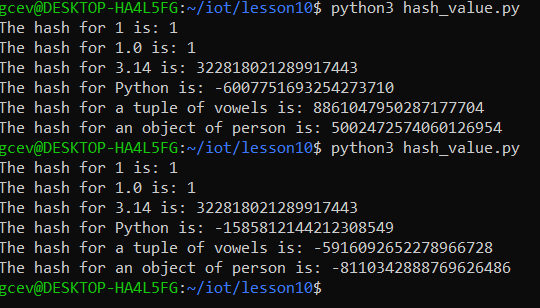 gcev@DESKTOP-HA4L5FG:~/iot/lesson10$ python3 hash_value.py
The hash for 1 is: 1
The hash for 1.0 is: 1
The hash for 3.14 is: 322818021289917443
The hash for Python is: -6007751693254273710
The hash for a tuple of vowels is: 8861047950287177704
The hash for an object of person is: 5002472574060126954
gcev@DESKTOP-HA4L5FG:~/iot/lesson10$ python3 hash_value.py
The hash for 1 is: 1
The hash for 1.0 is: 1
The hash for 3.14 is: 322818021289917443
The hash for Python is: -1585812144212308549
The hash for a tuple of vowels is: -5916092652278966728
The hash for an object of person is: -8110342888769626486
gcev@DESKTOP-HA4L5FG:~/iot/lesson10$